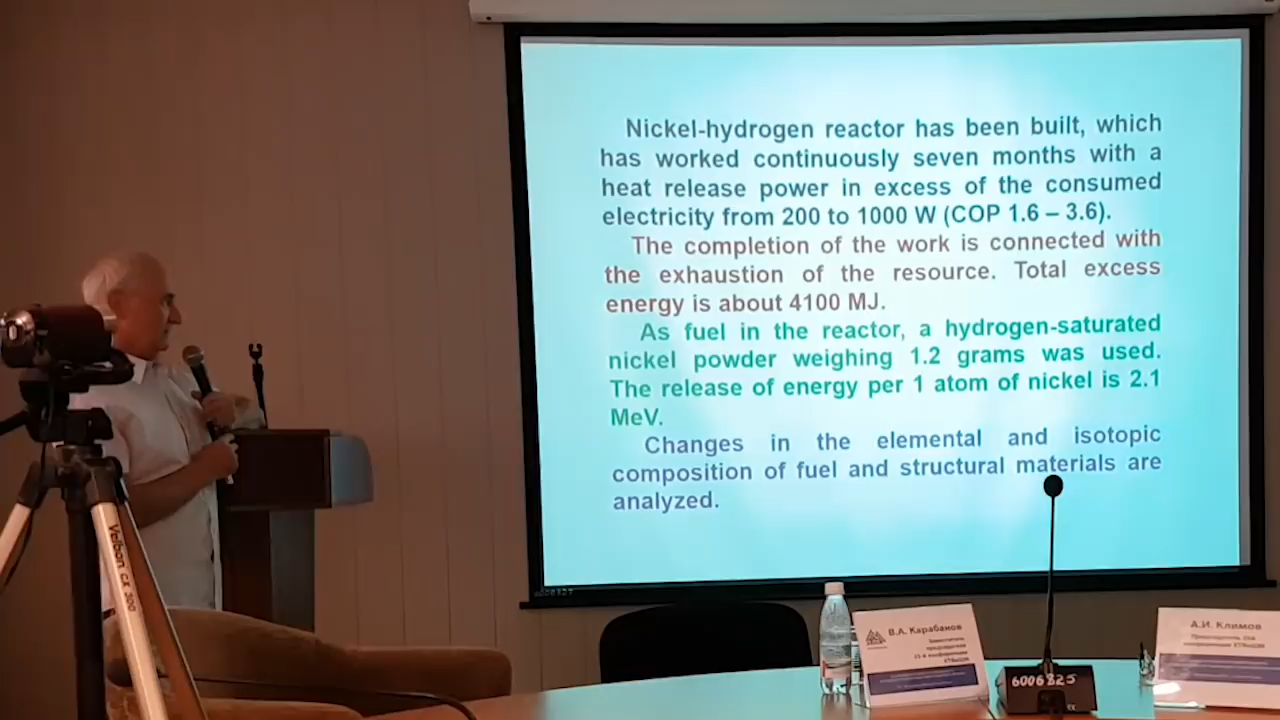 Nickel-hydrogen reactor has been built, which
has worked continuously seven months with a
heat release power in excess of the consumed
electricity from 200 to 1000 W (COP 1.6 – 3.6).
The completion of the work is connected with
the exhaustion of the resource. Total excess
energy is about 4100 MJ.
As fuel in the reactor, a hydrogen-saturated
nickel powder weighing 1.2 grams was used.
The release of energy per 1 atom of nickel is 2.1
MeV.
Changes in the elemental and isotopic
composition of fuel and structural materials are
analyzed.
Velbon CX 300
В.А. Карабанов
Заместитель
председателя
А.И. Климов
Председатель
6006825